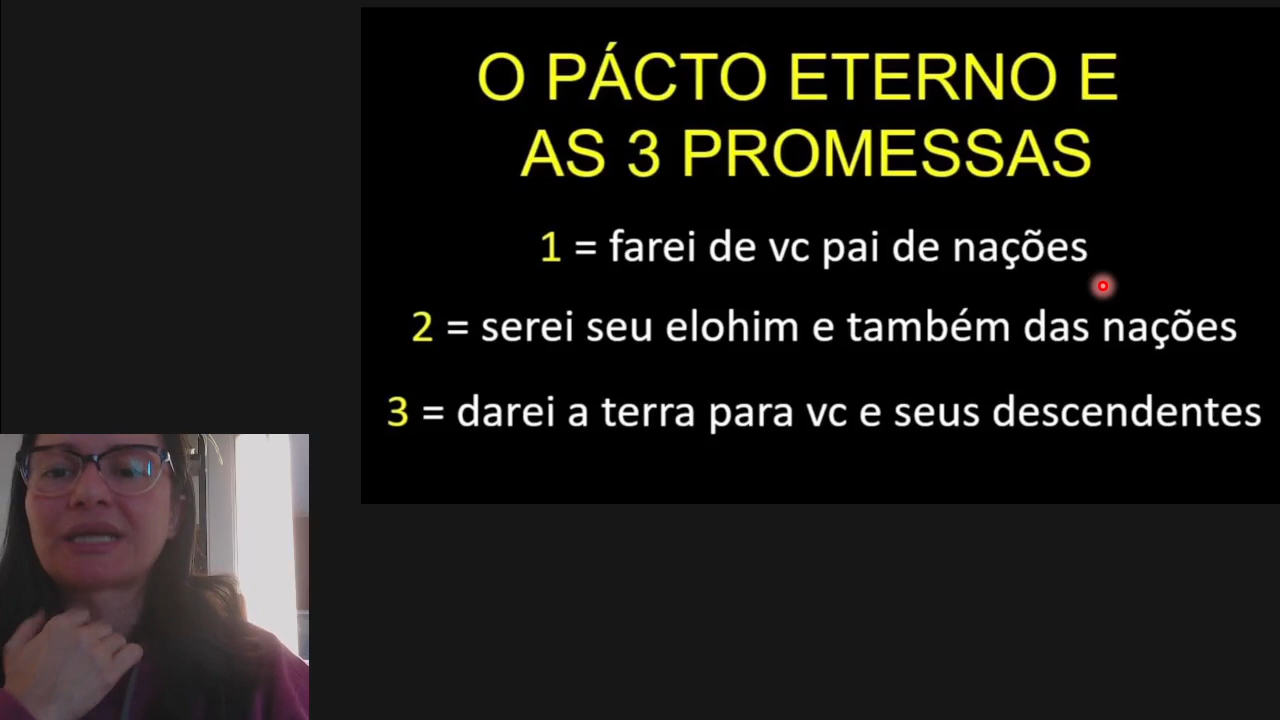 O PÁCTO ETERNO E
AS 3 PROMESSAS
1 = farei de vc pai de nações
2 = serei seu elohim e também das nações
3 = darei a terra para vc e seus descendentes